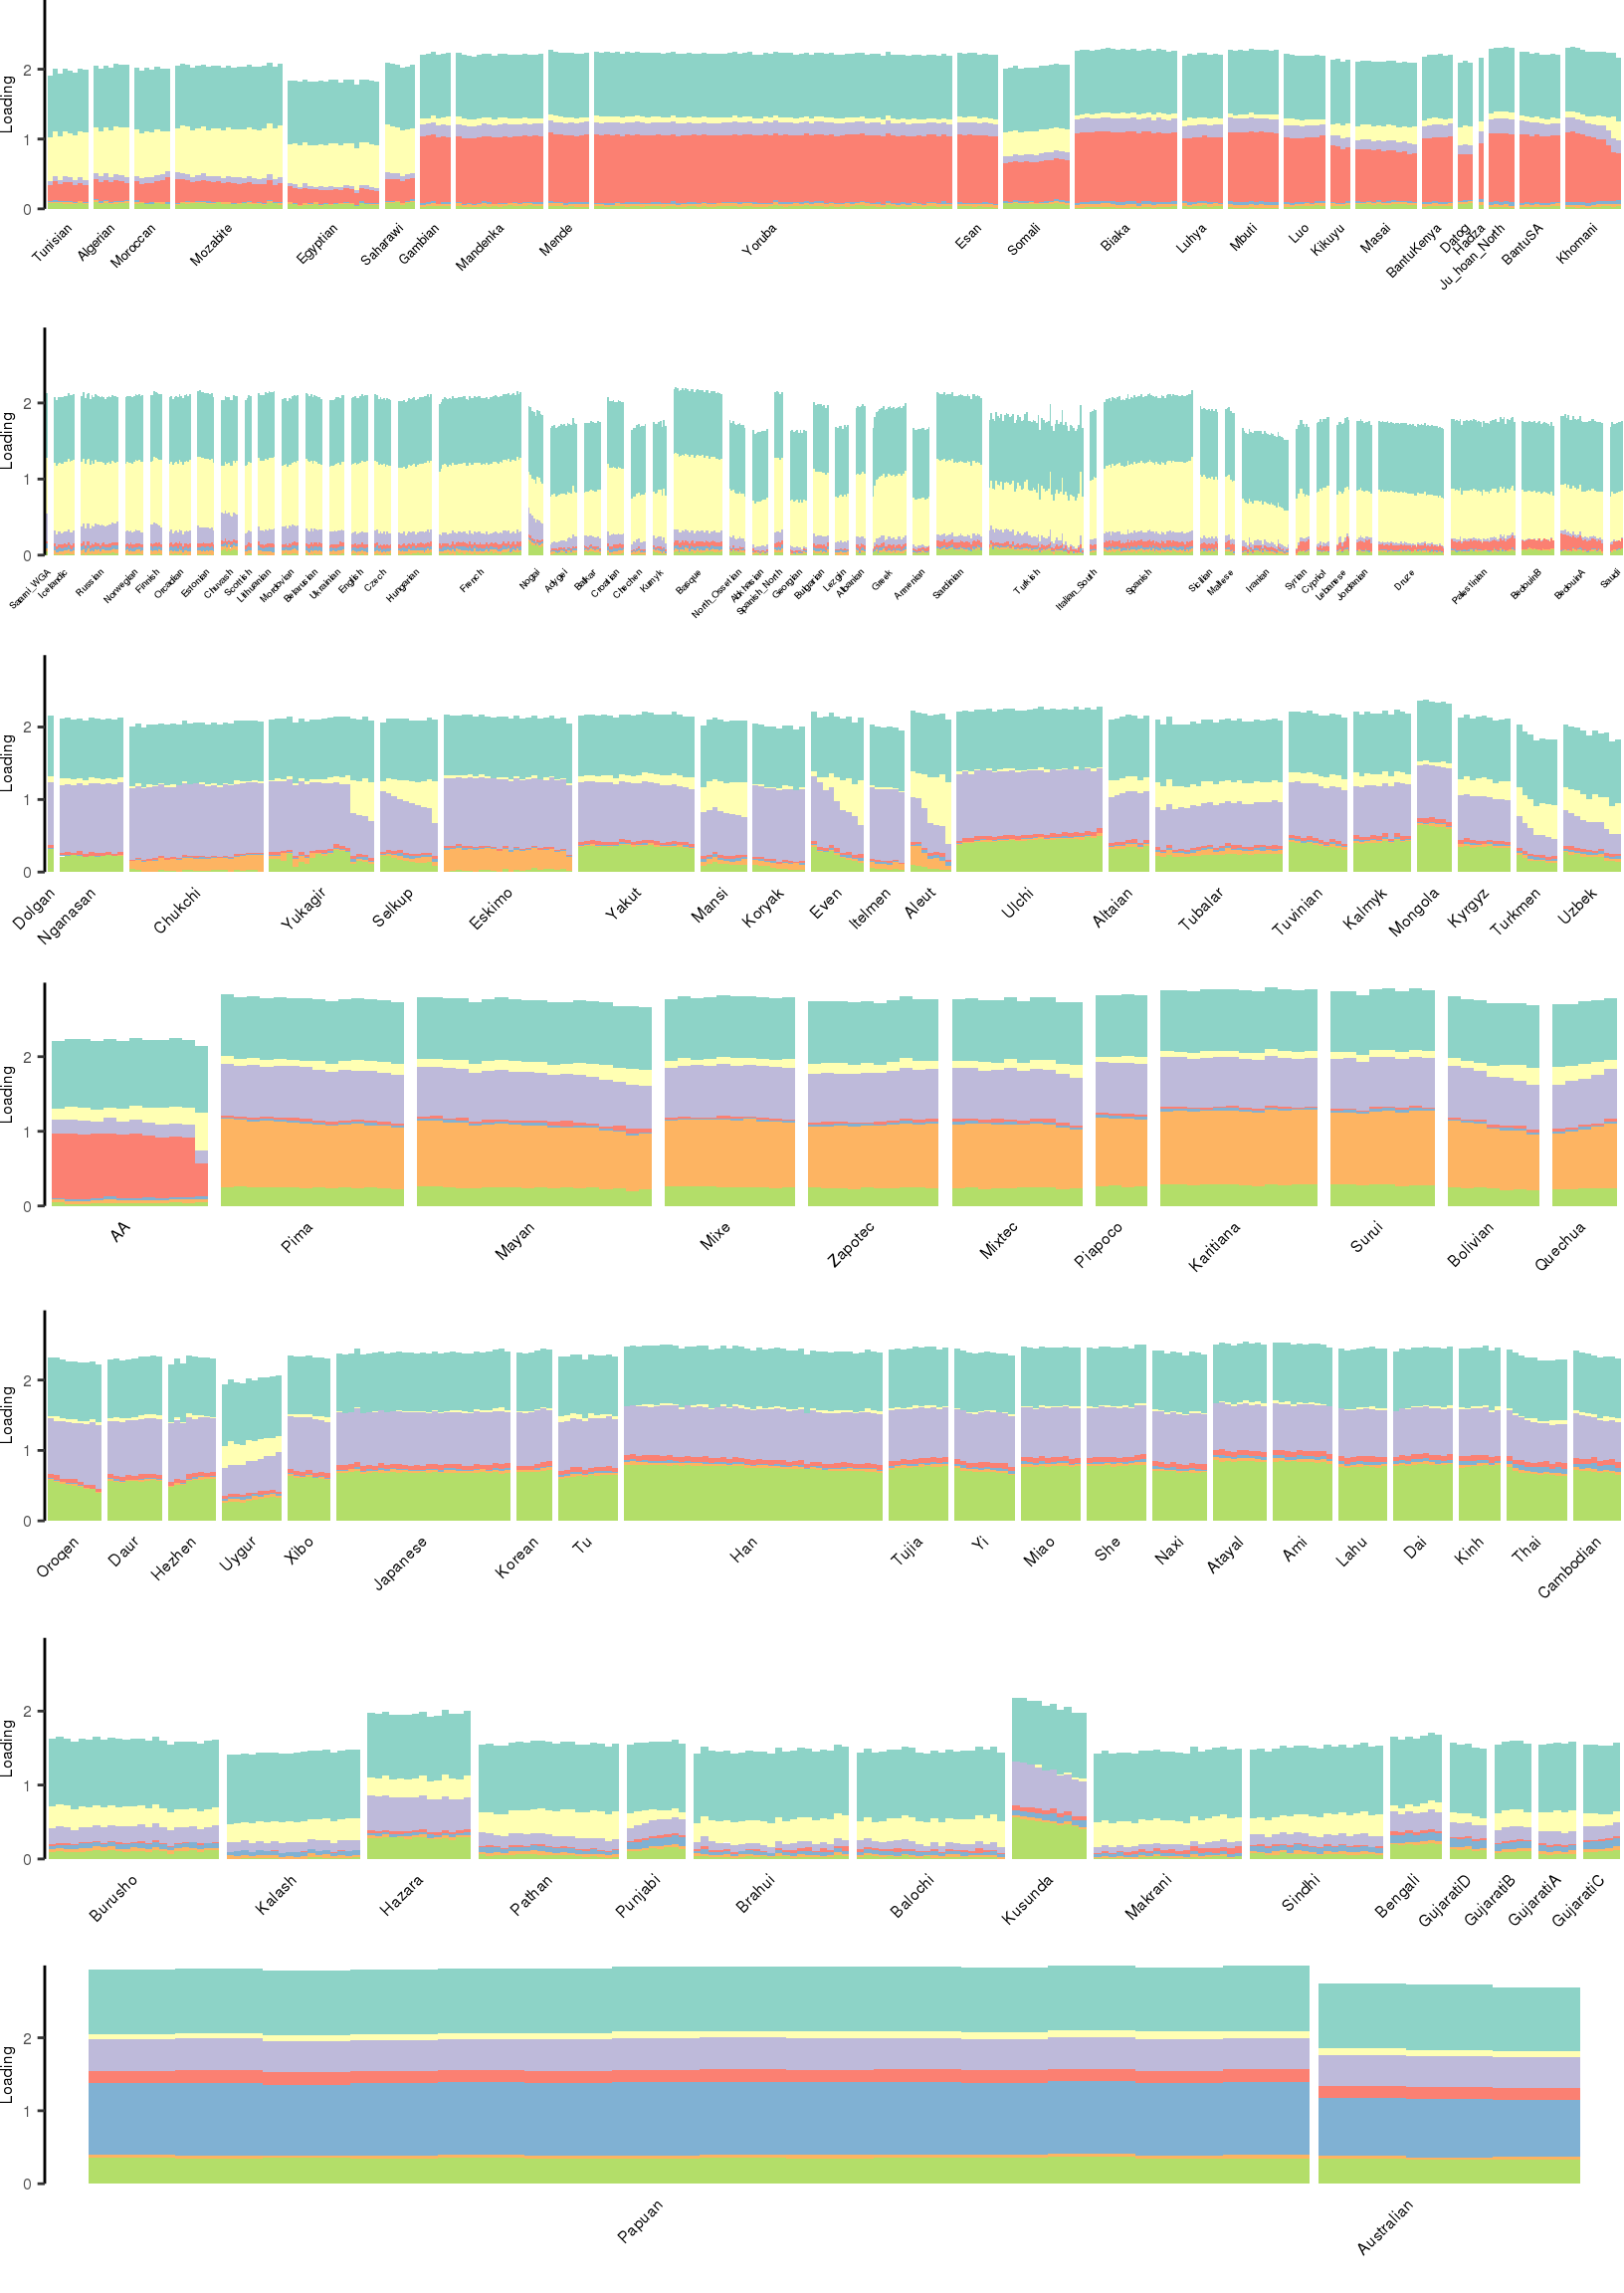 Loading
2
1
0
Tunisian Algerian Moroccan Mozabite Egyptian Saharawi Gambian Mandenka Mende Yoruba Esan Somali Biaka Luhya Mbuti Luo Kikuyu Masai BantuKenya Datog Hadza Ju_hoan_North BantuSA Khomani
Loading
2
1
0
Saami_WGA Icelandic Russian Norwegian Finnish Orcadian Estonian Chuvash Scottish Lithuanian Mordovian Belarusian Ukrainian English Czech Hungarian French Nogai Adygei Balkar Croatian Chechen Kumyk Basque North_Ossetian Abkhasian Spanish_North Georgian Bulgarian Lezgin Albanian Greek Armenian Sardinian Turkish Italian_South Spanish Sicilian Maltese Iranian Syrian Cypriot Lebanese Jordanian Druze Palestinian BedouinB BedouinA Saudi
Loading
2
1
0
Dolgan Nganasan Chukchi Yukagir Selkup Eskimo Yakut Mansi Koryak Even Itelmen Aleut Ulchi Altaian Tubalar Tuvinian Kalmyk Mongola Kyrgyz Turkmen Uzbek
Loading
2
1
0
AA Pima Mayan Mixe Zapotec Mixtec Piapoco Karitiana Surui Bolivian Quechua
Loading
2
1
0
Oroqen Daur Hezhen Uygur Xibo Japanese Korean Tu Han Tujia Yi Miao She Naxi Atayal Ami Lahu Dai Kinh Thai Cambodian
Loading
2
1
0
Burusho Kalash Hazara Pathan Punjabi Brahui Balochi Kusunda Makrani Sindhi Bengali GujaratiD GujaratiB GujaratiA GujaratiC
Loading
2
1
0
Papuan Australian